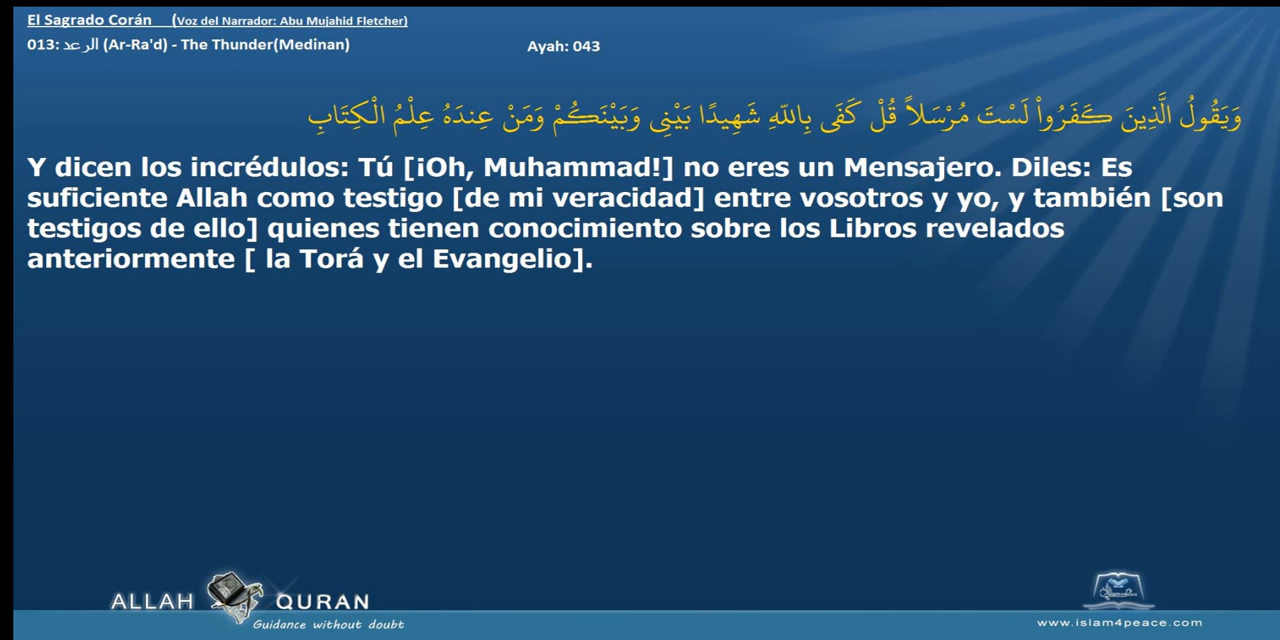 El Sagrado Corán (Voz del Narrador: Abu Mujahid Fletcher)
013: الرعد (Ar-Ra'd) - The Thunder(Medinan) Ayah: 043
وَيَقُولُ الَّذِينَ كَفَرُواْ لَسْتَ مُرْسَلاً قُلْ كَفَى بِاللّهِ شَهِيدًا بَيْنِي وَبَيْنَكُمْ وَمَنْ عِندَهُ عِلْمُ الْكِتَابِ
Y dicen los incrédulos: Tú [¡Oh, Muhammad!] no eres un Mensajero. Diles: Es
suficiente Allah como testigo [de mi veracidad] entre vosotros y yo, y también [son
testigos de ello] quienes tienen conocimiento sobre los Libros revelados
anteriormente [ la Torá y el Evangelio].
ALLAH QURAN
Guidance without doubt
www.islam4peace.com